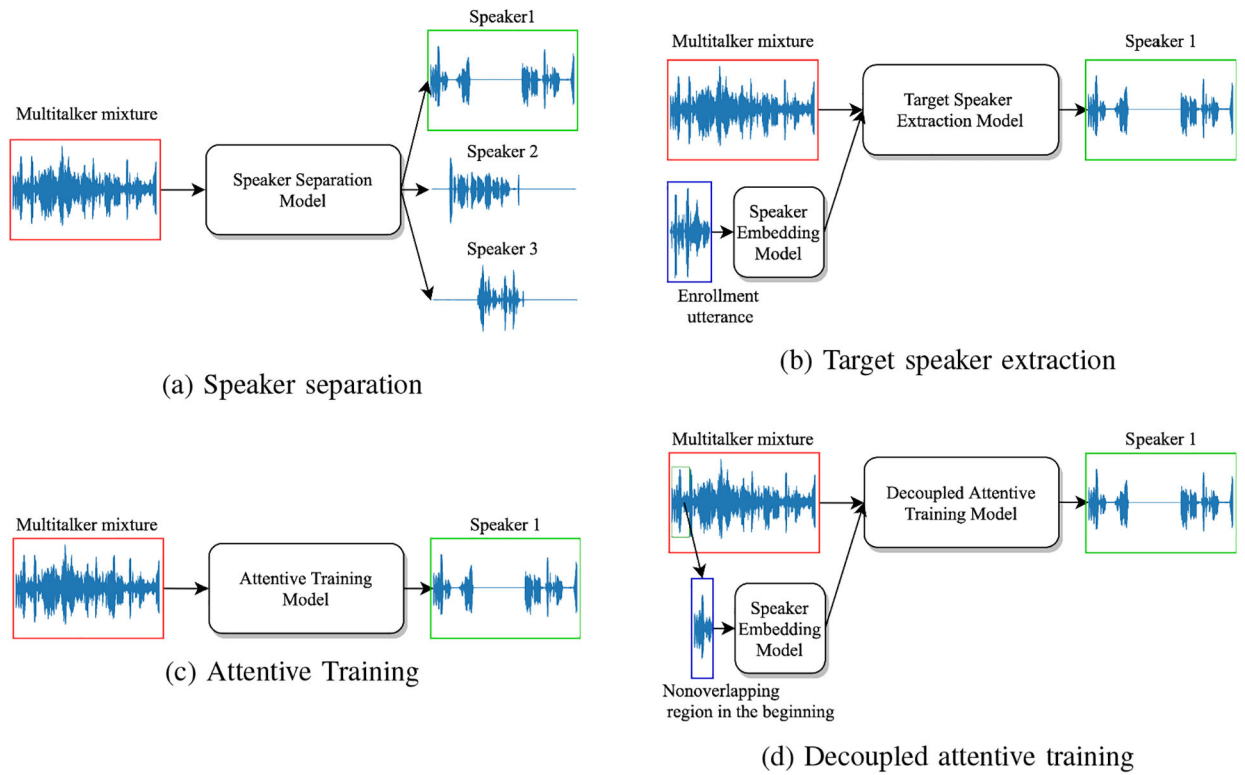 Speaker1
Multitalker mixture
Speaker Separation
Model
Speaker 2
Speaker 3
(a) Speaker separation
Multitalker mixture
Speaker 1
Target Speaker
Extraction Model
Speaker
Embedding
Model
Enrollment
utterance
(b) Target speaker extraction
Multitalker mixture
Speaker 1
Attentive Training
Model
(c) Attentive Training
Multitalker mixture
Speaker 1
Decoupled Attentive
Training Model
Speaker
Embedding
Model
Nonoverlapping
region in the beginning
(d) Decoupled attentive training